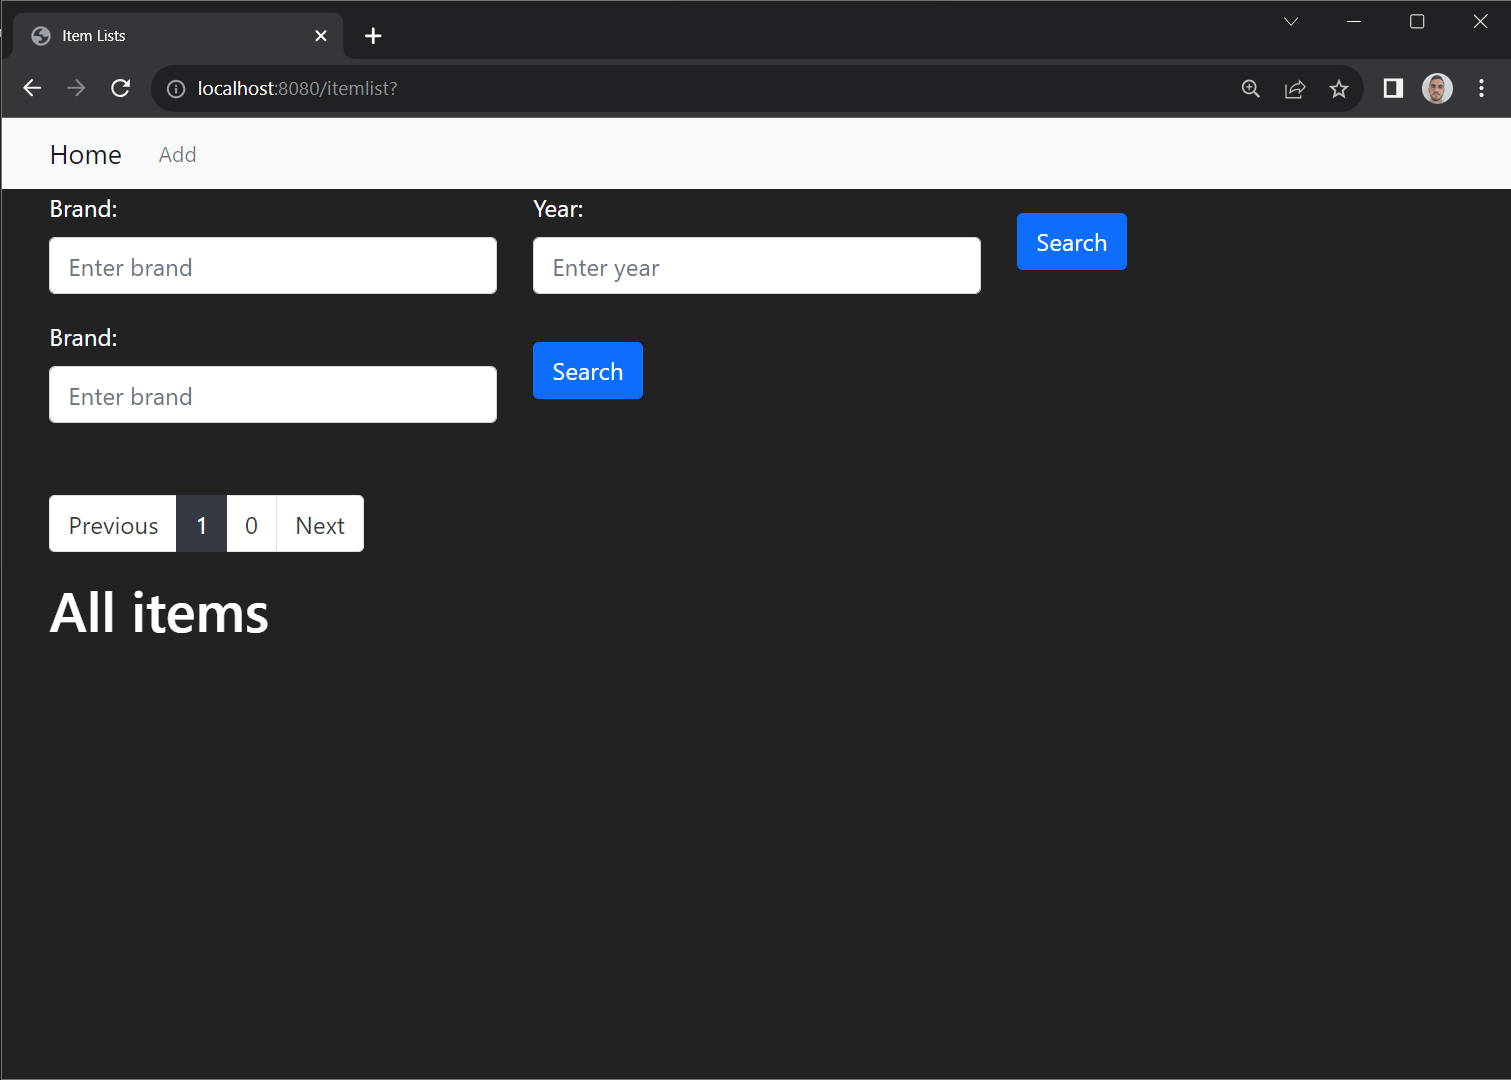 Item Lists
localhost:8080/itemlist?
Home Add
Brand: Year:
Enter brand Enter year Search
Brand:
Enter brand Search
Previous 1 0 Next
All items